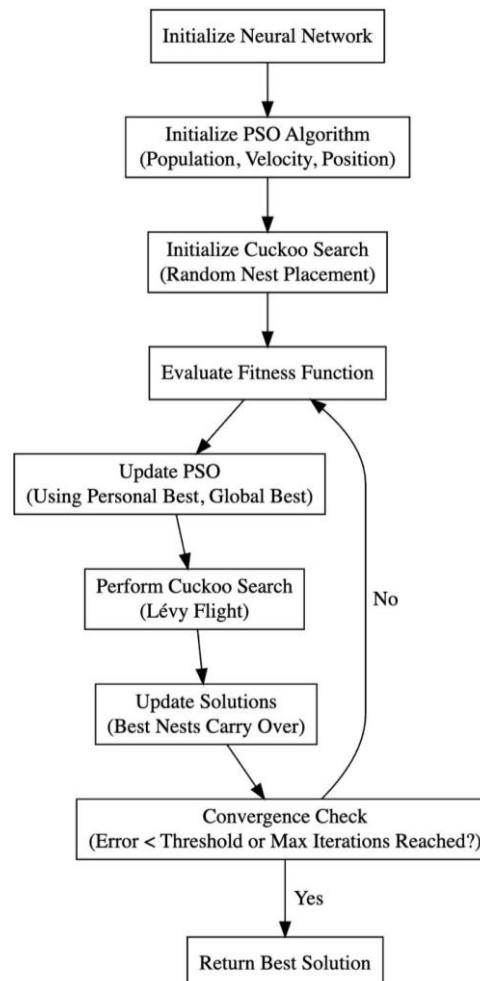 Initialize Neural Network
Initialize PSO Algorithm
(Population, Velocity, Position)
Initialize Cuckoo Search
(Random Nest Placement)
Evaluate Fitness Function
Update PSO
(Using Personal Best, Global Best)
Perform Cuckoo Search
(Lévy Flight)
No
Update Solutions
(Best Nests Carry Over)
Convergence Check
(Error < Threshold or Max Iterations Reached?)
Yes
Return Best Solution